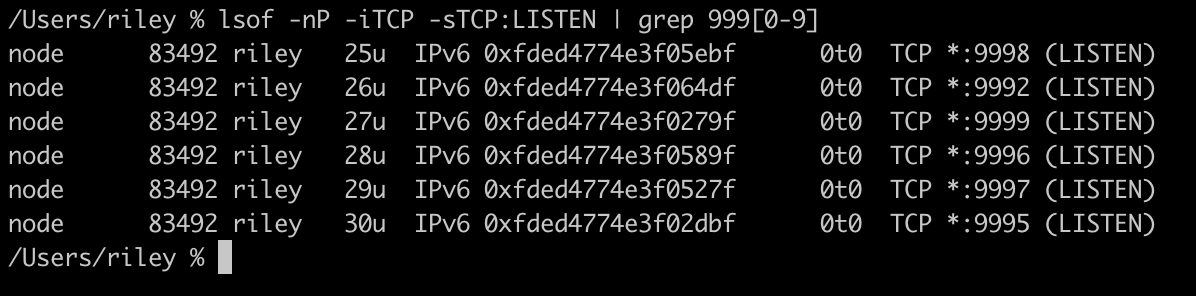 /Users/riley % lsof -nP -iTCP -sTCP:LISTEN | grep 999[0-9]
node      83492 riley   25u  IPv6 0xfded4774e3f05ebf      0t0  TCP *:9998 (LISTEN)
node      83492 riley   26u  IPv6 0xfded4774e3f064df      0t0  TCP *:9992 (LISTEN)
node      83492 riley   27u  IPv6 0xfded4774e3f0279f      0t0  TCP *:9999 (LISTEN)
node      83492 riley   28u  IPv6 0xfded4774e3f0589f      0t0  TCP *:9996 (LISTEN)
node      83492 riley   29u  IPv6 0xfded4774e3f0527f      0t0  TCP *:9997 (LISTEN)
node      83492 riley   30u  IPv6 0xfded4774e3f02dbf      0t0  TCP *:9995 (LISTEN)
/Users/riley %